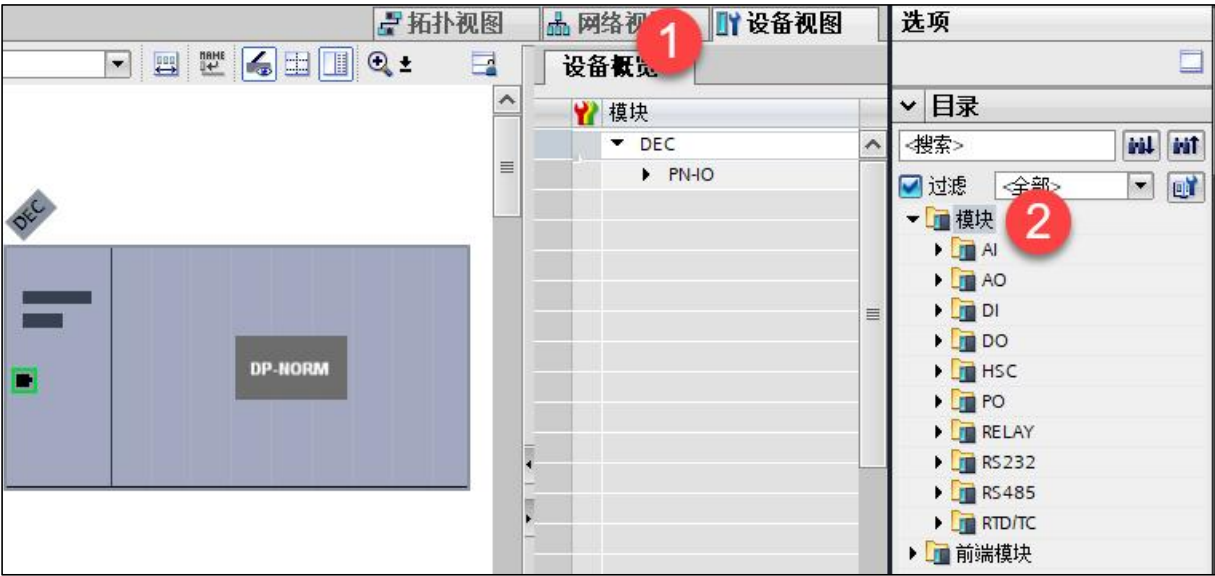 拓扑视图
网络视
1
设备视图
选项
NAME
设备概览
目录
模块
<搜索>
DEC
PN-IO
过滤
<全部>
模块
2
DEC
AI
AO
DI
DO
DP-NORM
HSC
PO
RELAY
RS232
RS485
RTD/TC
前端模块